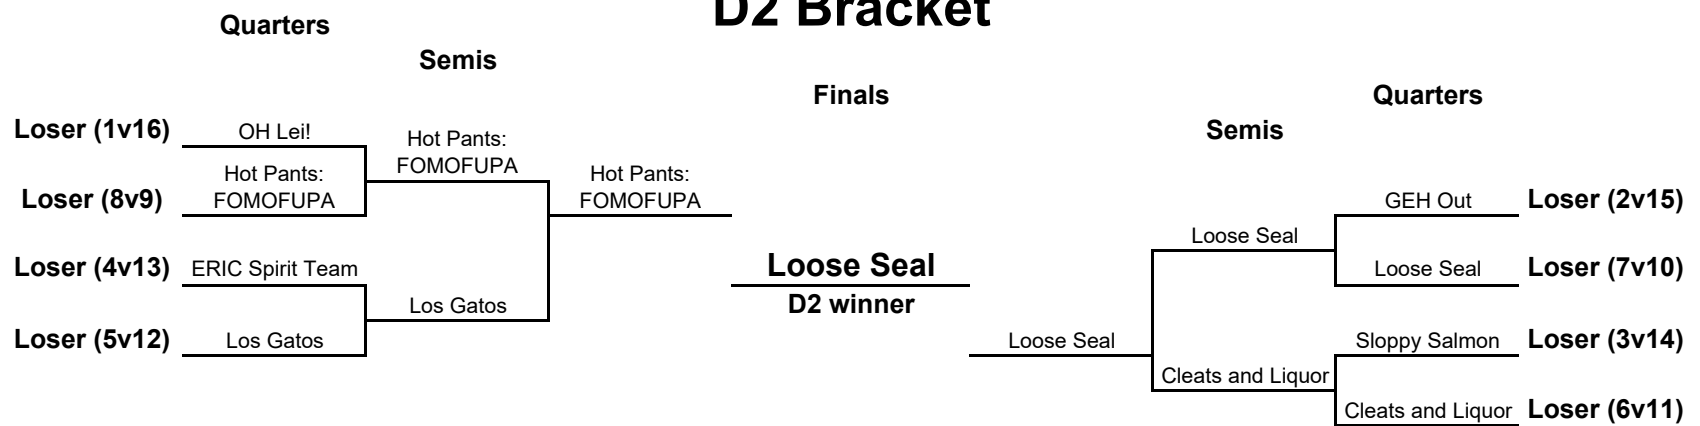 D2 Bracket
Quarters
Semis
Finals
Quarters
Semis
Loser (1v16)
OH Lei!
Hot Pants:
FOMOFUPA
Hot Pants:
FOMOFUPA
Loser (8v9)
Hot Pants:
FOMOFUPA
Loser (4v13)
ERIC Spirit Team
Los Gatos
Loser (5v12)
Los Gatos
Loose Seal
D2 winner
GEH Out
Loser (2v15)
Loose Seal
Loose Seal
Loser (7v10)
Loose Seal
Sloppy Salmon
Loser (3v14)
Cleats and Liquor
Cleats and Liquor
Loser (6v11)